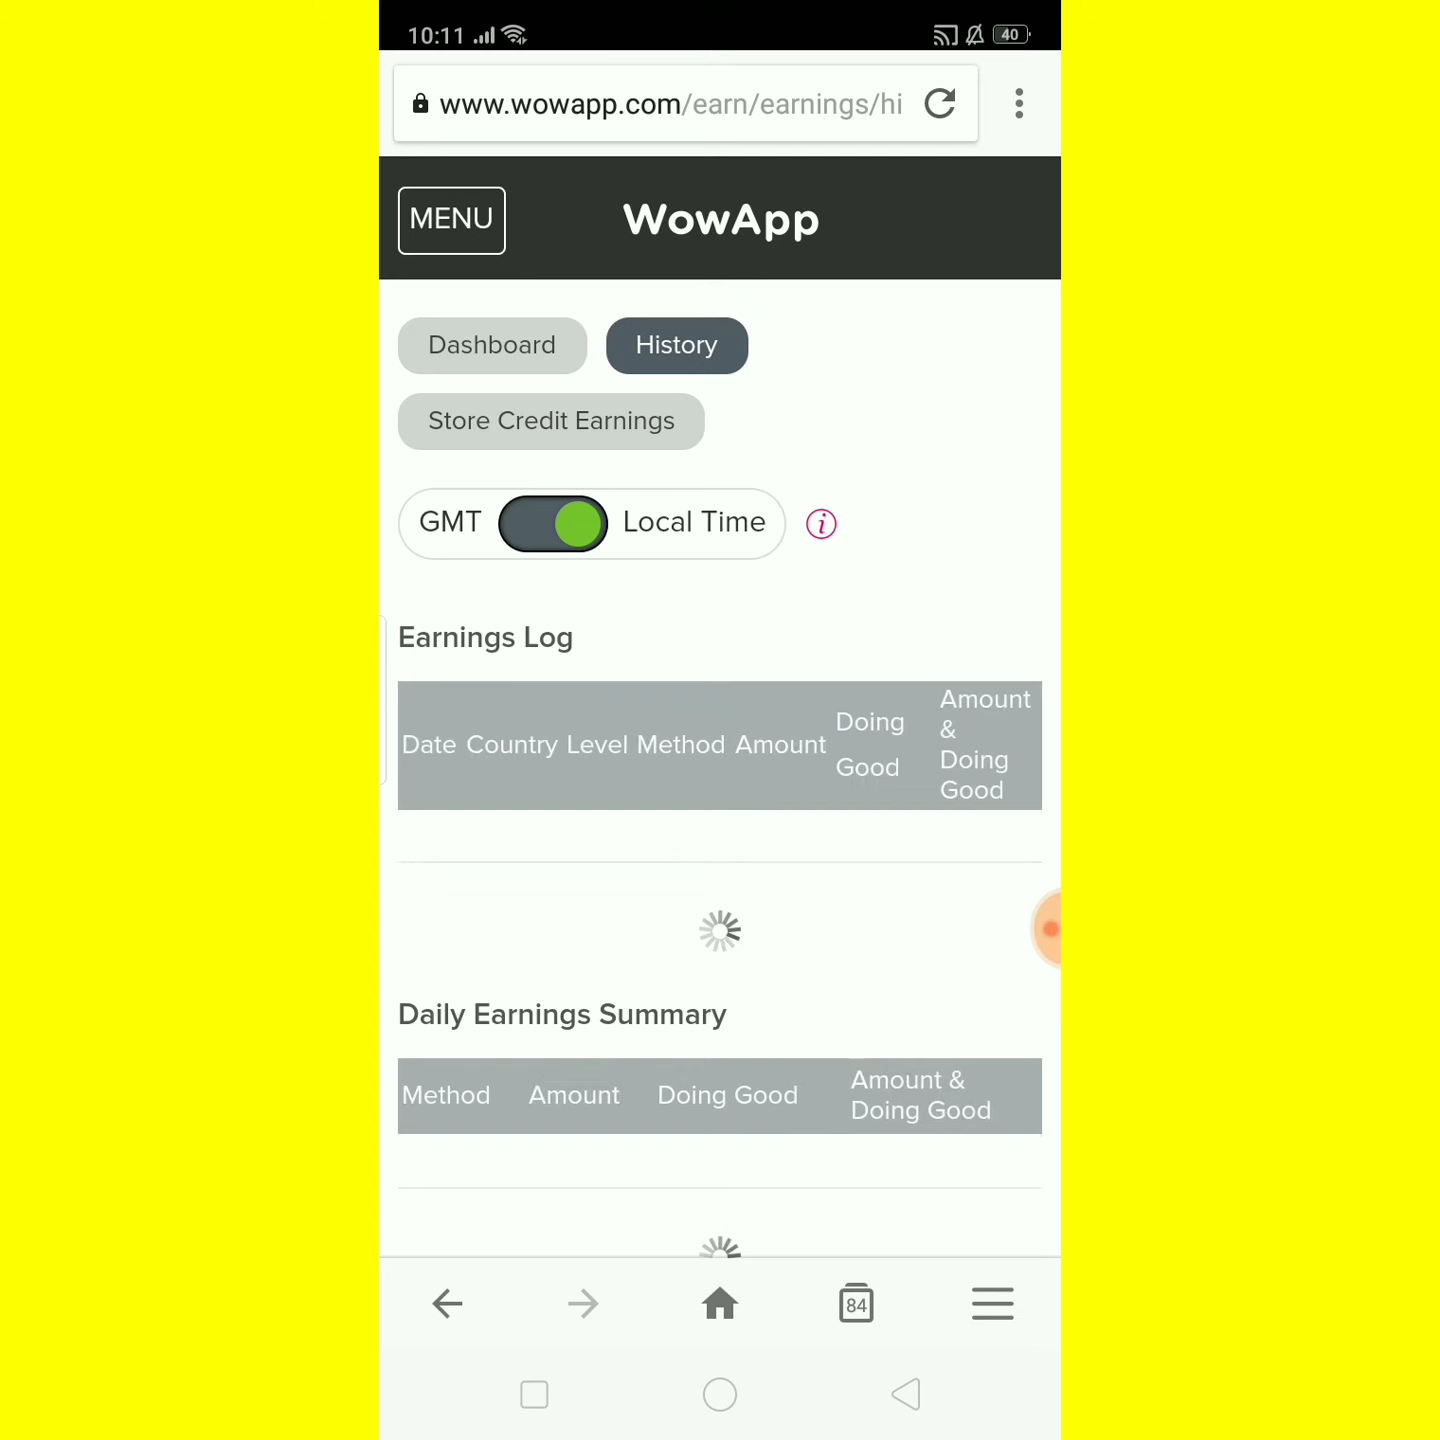 10:11
40
www.wowapp.com/earn/earnings/hi
MENU
WowApp
Dashboard
History
Store Credit Earnings
GMT
Local Time
i
Earnings Log
Date Country Level Method Amount Doing Good Amount & Doing Good
Daily Earnings Summary
Method Amount Doing Good Amount & Doing Good
84